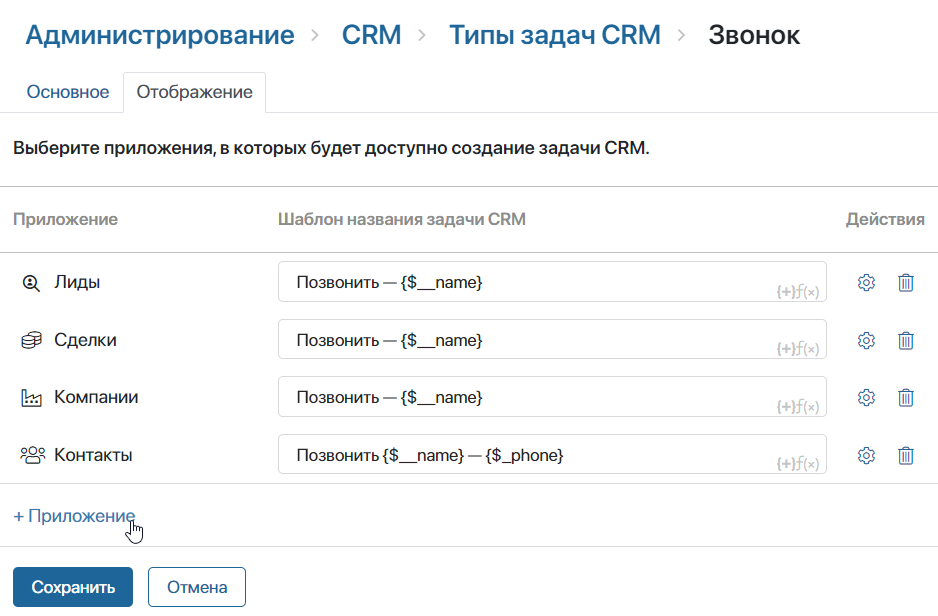 Администрирование > CRM > Типы задач CRM > Звонок
Основное Отображение
Выберите приложения, в которых будет доступно создание задачи CRM.
Приложение Шаблон названия задачи CRM Действия
Лиды Позвонить — {$__name} {+}ƒ(×)
Сделки Позвонить — {$__name} {+}ƒ(×)
Компании Позвонить — {$__name} {+}ƒ(×)
Контакты Позвонить {$__name} — {$_phone} {+}ƒ(×)
+ Приложение
Сохранить Отмена